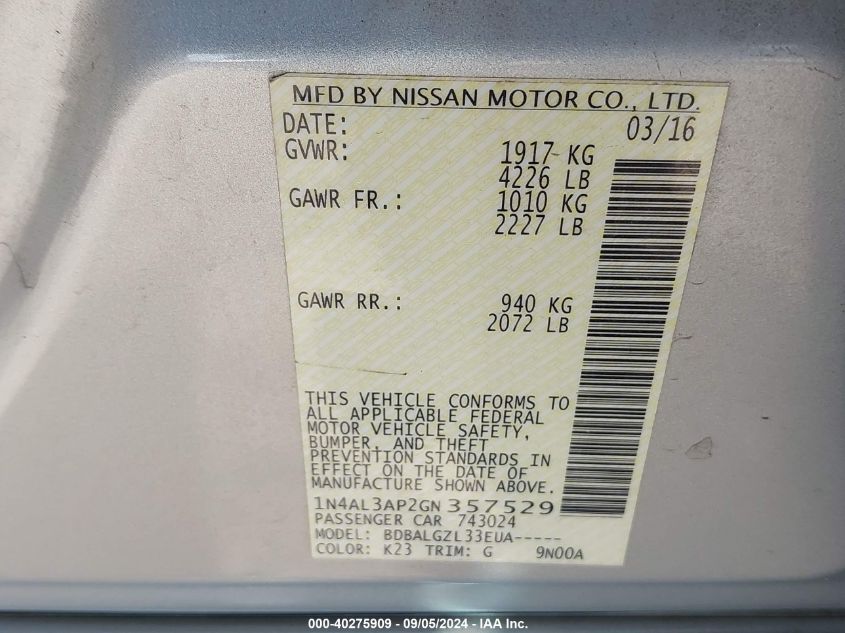 MFD BY NISSAN MOTOR CO., LTD.
DATE: 03/16
GVWR: 1917 KG
4226 LB
GAWR FR.: 1010 KG
2227 LB
GAWR RR.: 940 KG
2072 LB
THIS VEHICLE CONFORMS TO
ALL APPLICABLE FEDERAL
MOTOR VEHICLE SAFETY,
BUMPER, AND THEFT
PREVENTION STANDARDS IN
EFFECT ON THE DATE OF
MANUFACTURE SHOWN ABOVE.
1N4AL3AP2GN357529
PASSENGER CAR 743024
MODEL: BDBALGZL33EUA-----
COLOR: K23 TRIM: G 9N00A
000-40275909 - 09/05/2024 - IAA Inc.